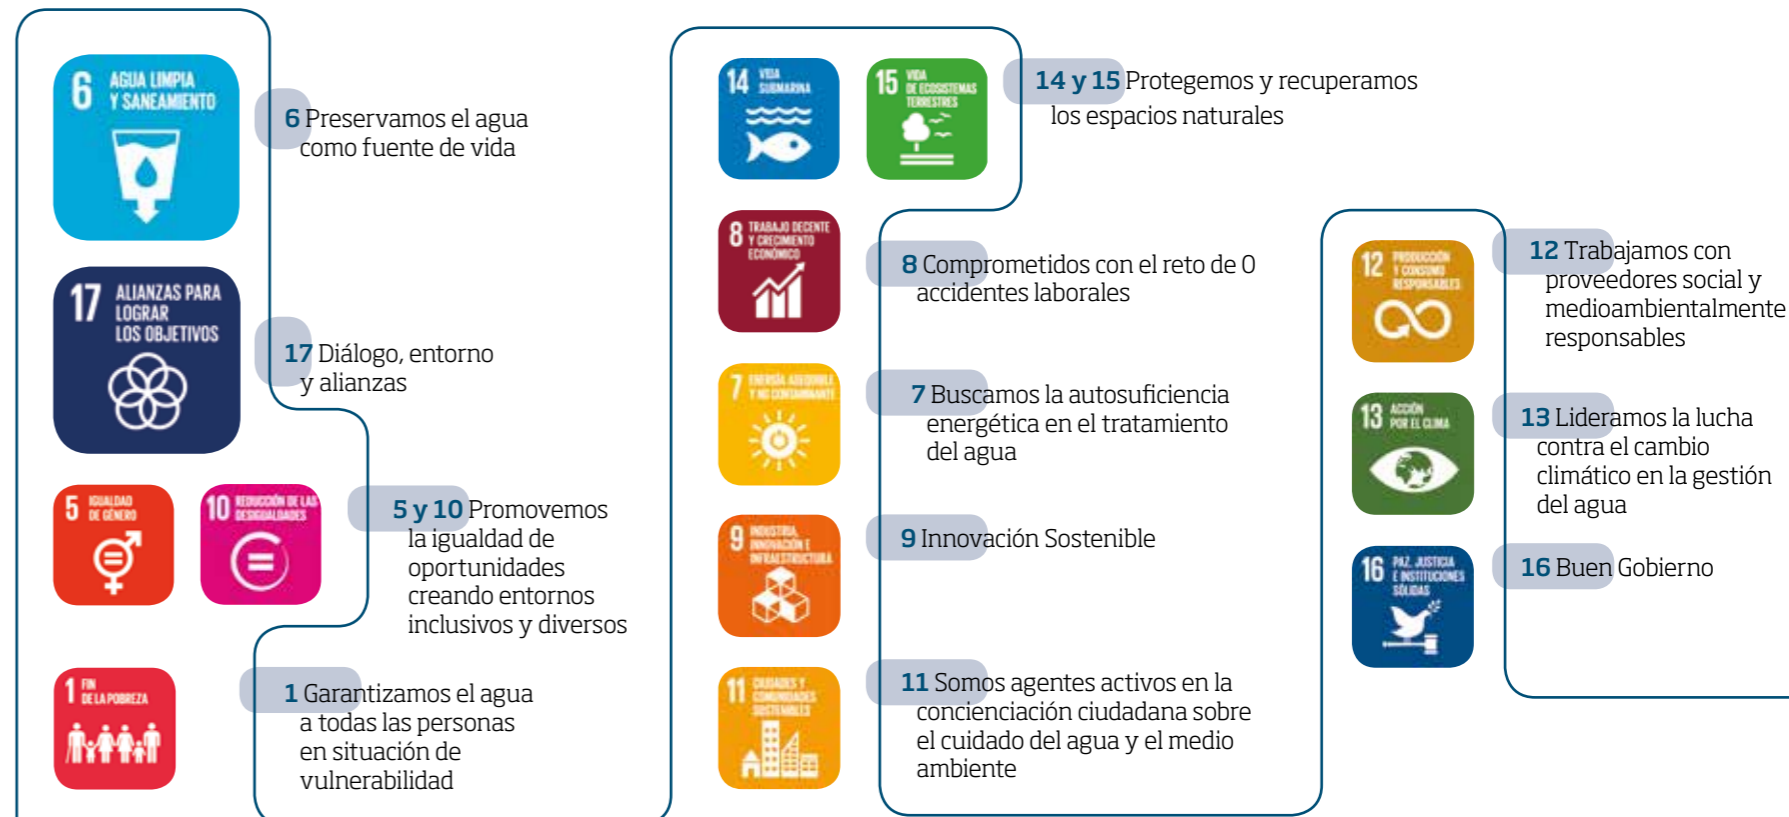 6 AGUA LIMPIA
Y SANEAMIENTO
6 Preservamos el agua
como fuente de vida
17 ALIANZAS PARA
LOGRAR
LOS OBJETIVOS
17 Diálogo, entorno
y alianzas
5 IGUALDAD
DE GÉNERO
10 REDUCCIÓN DE LAS
DESIGUALDADES
5 y 10 Promovemos
la igualdad de
oportunidades
creando entornos
inclusivos y diversos
1 FIN
DE LA POBREZA
1 Garantizamos el agua
a todas las personas
en situación de
vulnerabilidad
14 VIDA
SUBMARINA
15 VIDA
DE ECOSISTEMAS
TERRESTRES
14 y 15 Protegemos y recuperamos
los espacios naturales
8 TRABAJO DECENTE
Y CRECIMIENTO
ECONÓMICO
8 Comprometidos con el reto de 0
accidentes laborales
7 ENERGÍA ASEQUIBLE
Y NO CONTAMINANTE
7 Buscamos la autosuficiencia
energética en el tratamiento
del agua
9 INDUSTRIA,
INNOVACIÓN E
INFRAESTRUCTURA
9 Innovación Sostenible
11 CIUDADES Y
COMUNIDADES
SOSTENIBLES
11 Somos agentes activos en la
concienciación ciudadana sobre
el cuidado del agua y el medio
ambiente
12 PRODUCCIÓN
Y CONSUMO
RESPONSABLES
12 Trabajamos con
proveedores social y
medioambientalmente
responsables
13 ACCIÓN
POR EL CLIMA
13 Lideramos la lucha
contra el cambio
climático en la gestión
del agua
16 PAZ, JUSTICIA
E INSTITUCIONES
SÓLIDAS
16 Buen Gobierno